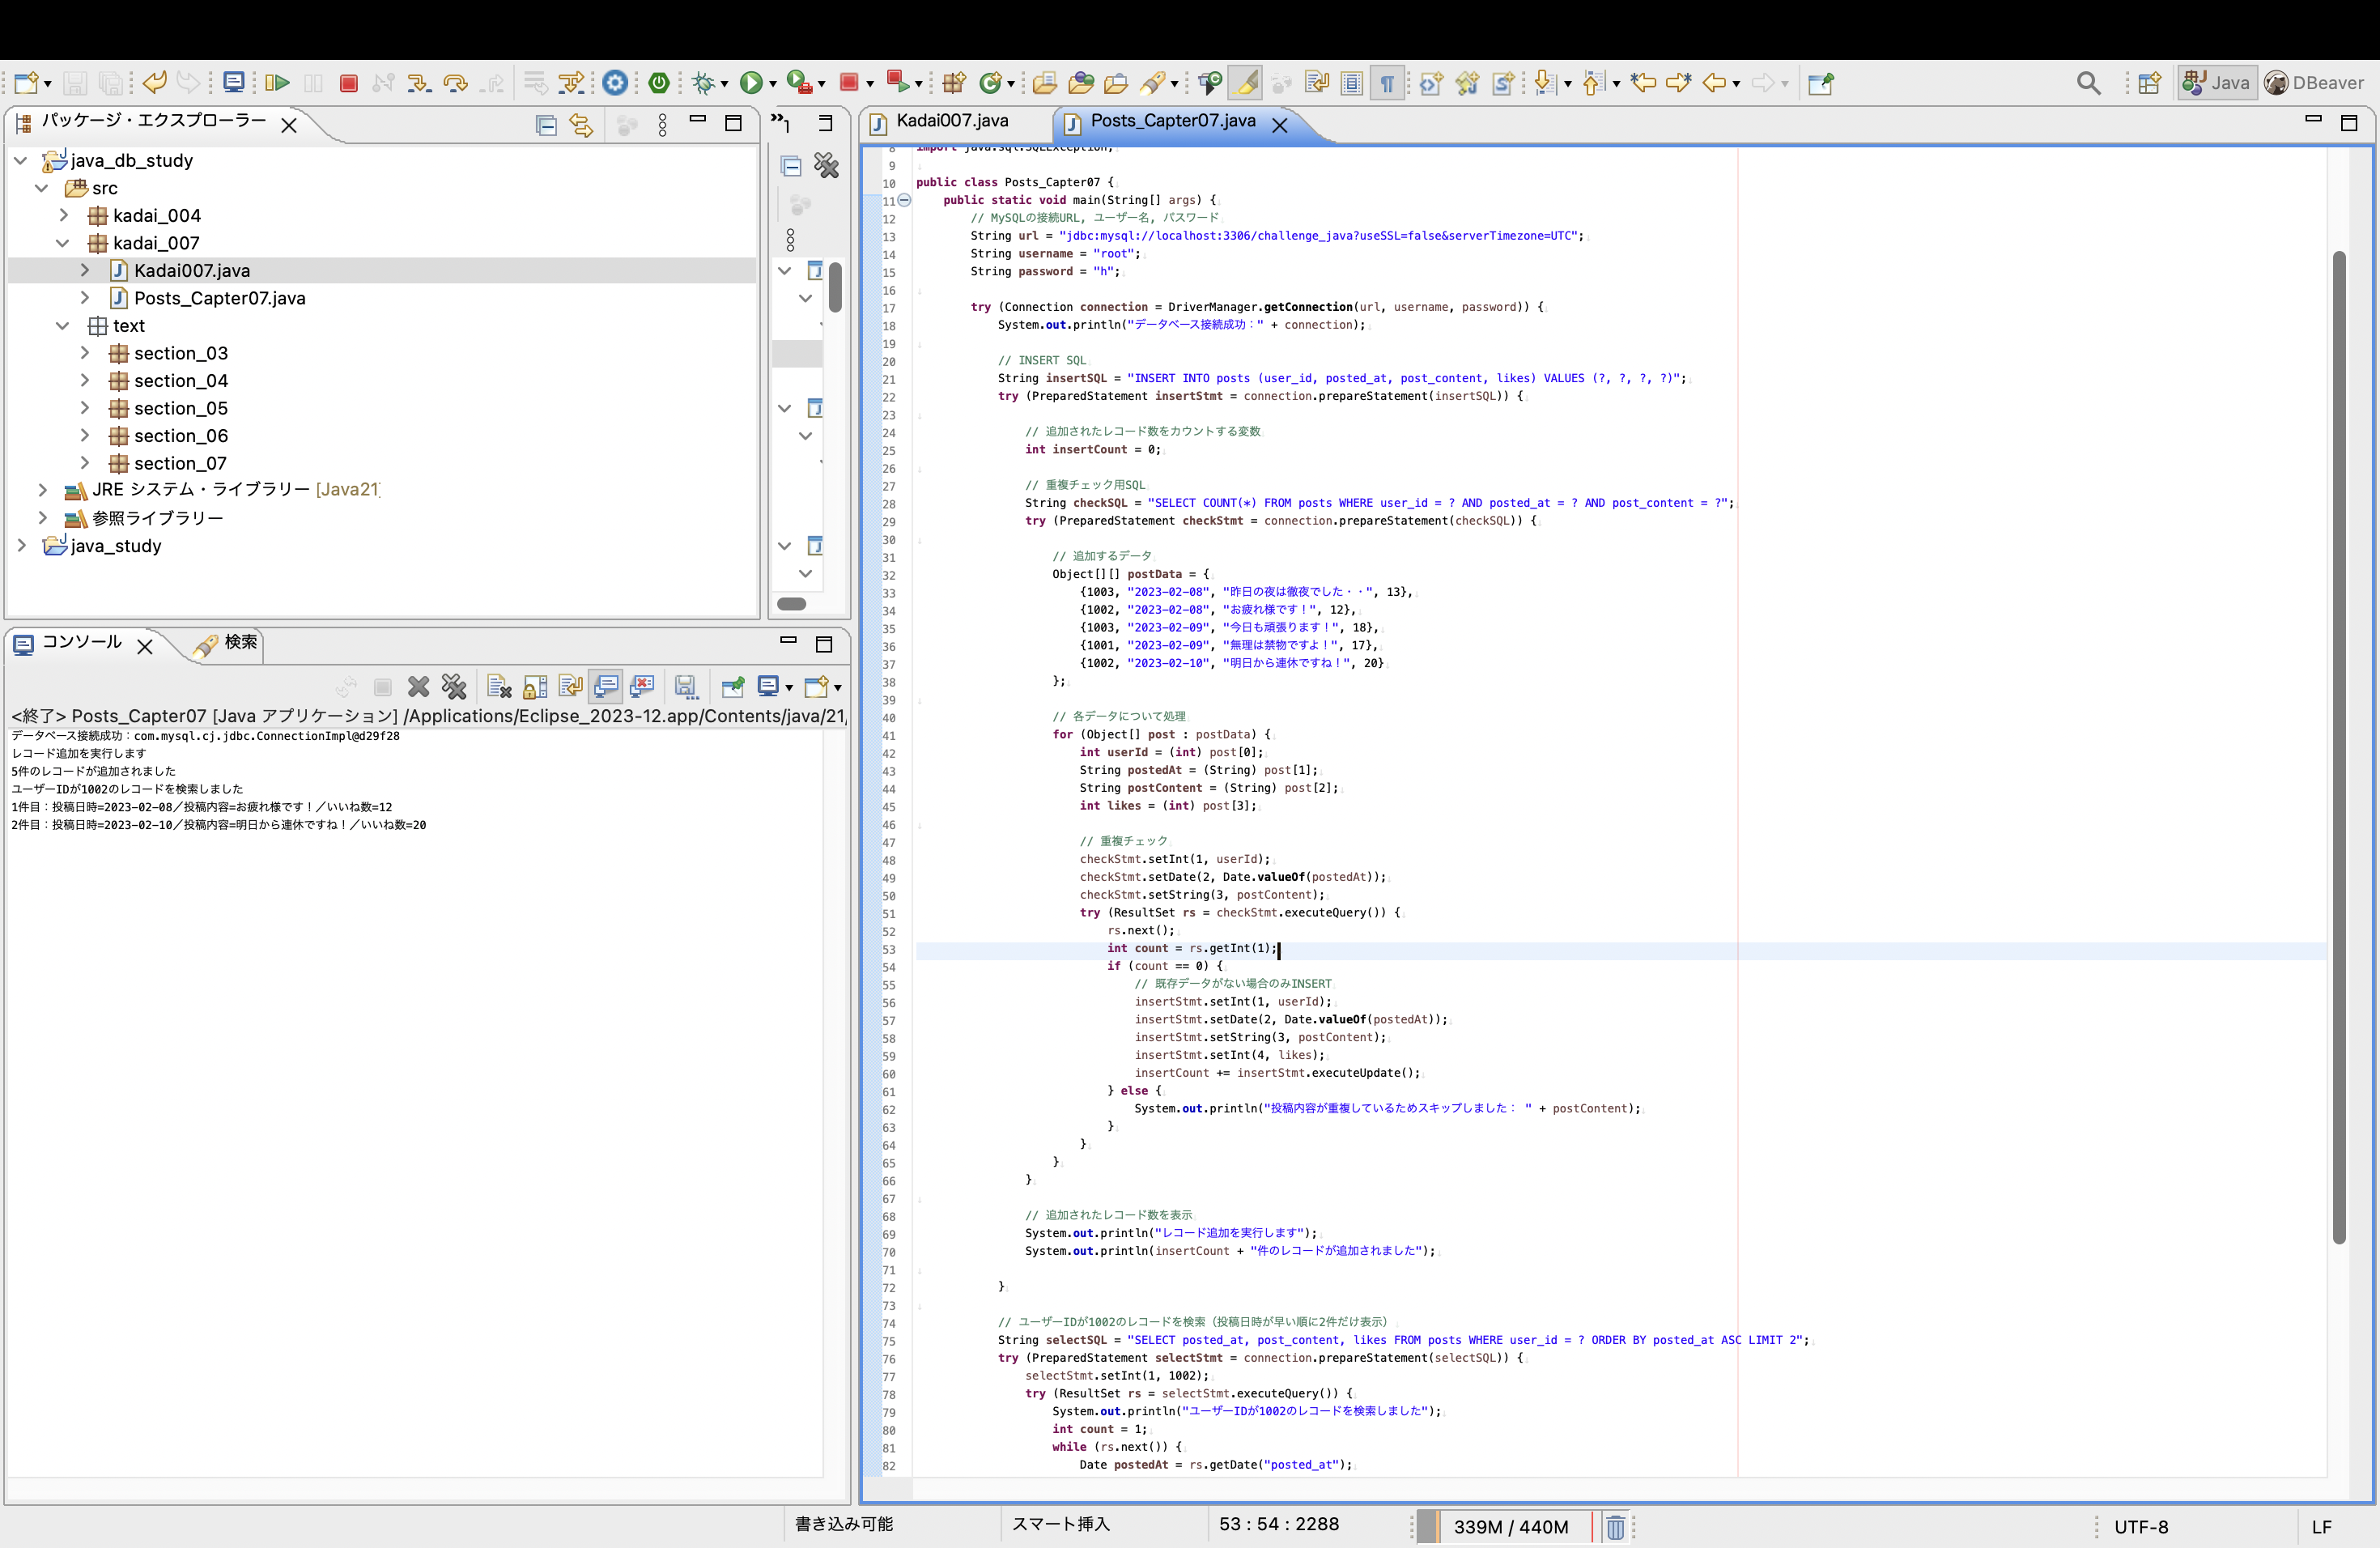 Java
DBeaver
パッケージ・エクスプローラー
java_db_study
src
kadai_004
kadai_007
Kadai007.java
Posts_Capter07.java
text
section_03
section_04
section_05
section_06
section_07
JRE システム・ライブラリー [Java21]
参照ライブラリー
java_study
コンソール
検索
<終了> Posts_Capter07 [Java アプリケーション] /Applications/Eclipse_2023-12.app/Contents/java/21/
データベース接続成功：com.mysql.cj.jdbc.ConnectionImpl@d29f28
レコード追加を実行します
5件のレコードが追加されました
ユーザーIDが1002のレコードを検索しました
1件目：投稿日時=2023-02-08／投稿内容=お疲れ様です！／いいね数=12
2件目：投稿日時=2023-02-10／投稿内容=明日から連休ですね！／いいね数=20
Kadai007.java
Posts_Capter07.java
8 import java.sql.SQLException;
9
10 public class Posts_Capter07 {
11 public static void main(String[] args) {
12 // MySQLの接続URL, ユーザー名, パスワード
13 String url = "jdbc:mysql://localhost:3306/challenge_java?useSSL=false&serverTimezone=UTC";
14 String username = "root";
15 String password = "h";
16
17 try (Connection connection = DriverManager.getConnection(url, username, password)) {
18 System.out.println("データベース接続成功：" + connection);
19
20 // INSERT SQL
21 String insertSQL = "INSERT INTO posts (user_id, posted_at, post_content, likes) VALUES (?, ?, ?, ?)";
22 try (PreparedStatement insertStmt = connection.prepareStatement(insertSQL)) {
23
24 // 追加されたレコード数をカウントする変数
25 int insertCount = 0;
26
27 // 重複チェック用SQL
28 String checkSQL = "SELECT COUNT(*) FROM posts WHERE user_id = ? AND posted_at = ? AND post_content = ?";
29 try (PreparedStatement checkStmt = connection.prepareStatement(checkSQL)) {
30
31 // 追加するデータ
32 Object[][] postData = {
33 {1003, "2023-02-08", "昨日の夜は徹夜でした・・", 13},
34 {1002, "2023-02-08", "お疲れ様です！", 12},
35 {1003, "2023-02-09", "今日も頑張ります！", 18},
36 {1001, "2023-02-09", "無理は禁物ですよ！", 17},
37 {1002, "2023-02-10", "明日から連休ですね！", 20}
38 };
39
40 // 各データについて処理
41 for (Object[] post : postData) {
42 int userId = (int) post[0];
43 String postedAt = (String) post[1];
44 String postContent = (String) post[2];
45 int likes = (int) post[3];
46
47 // 重複チェック
48 checkStmt.setInt(1, userId);
49 checkStmt.setDate(2, Date.valueOf(postedAt));
50 checkStmt.setString(3, postContent);
51 try (ResultSet rs = checkStmt.executeQuery()) {
52 rs.next();
53 int count = rs.getInt(1);
54 if (count == 0) {
55 // 既存データがない場合のみINSERT
56 insertStmt.setInt(1, userId);
57 insertStmt.setDate(2, Date.valueOf(postedAt));
58 insertStmt.setString(3, postContent);
59 insertStmt.setInt(4, likes);
60 insertCount += insertStmt.executeUpdate();
61 } else {
62 System.out.println("投稿内容が重複しているためスキップしました： " + postContent);
63 }
64 }
65 }
66 }
67
68 // 追加されたレコード数を表示
69 System.out.println("レコード追加を実行します");
70 System.out.println(insertCount + "件のレコードが追加されました");
71
72 }
73
74 // ユーザーIDが1002のレコードを検索（投稿日時が早い順に2件だけ表示）
75 String selectSQL = "SELECT posted_at, post_content, likes FROM posts WHERE user_id = ? ORDER BY posted_at ASC LIMIT 2";
76 try (PreparedStatement selectStmt = connection.prepareStatement(selectSQL)) {
77 selectStmt.setInt(1, 1002);
78 try (ResultSet rs = selectStmt.executeQuery()) {
79 System.out.println("ユーザーIDが1002のレコードを検索しました");
80 int count = 1;
81 while (rs.next()) {
82 Date postedAt = rs.getDate("posted_at");
書き込み可能
スマート挿入
53 : 54 : 2288
339M / 440M
UTF-8
LF